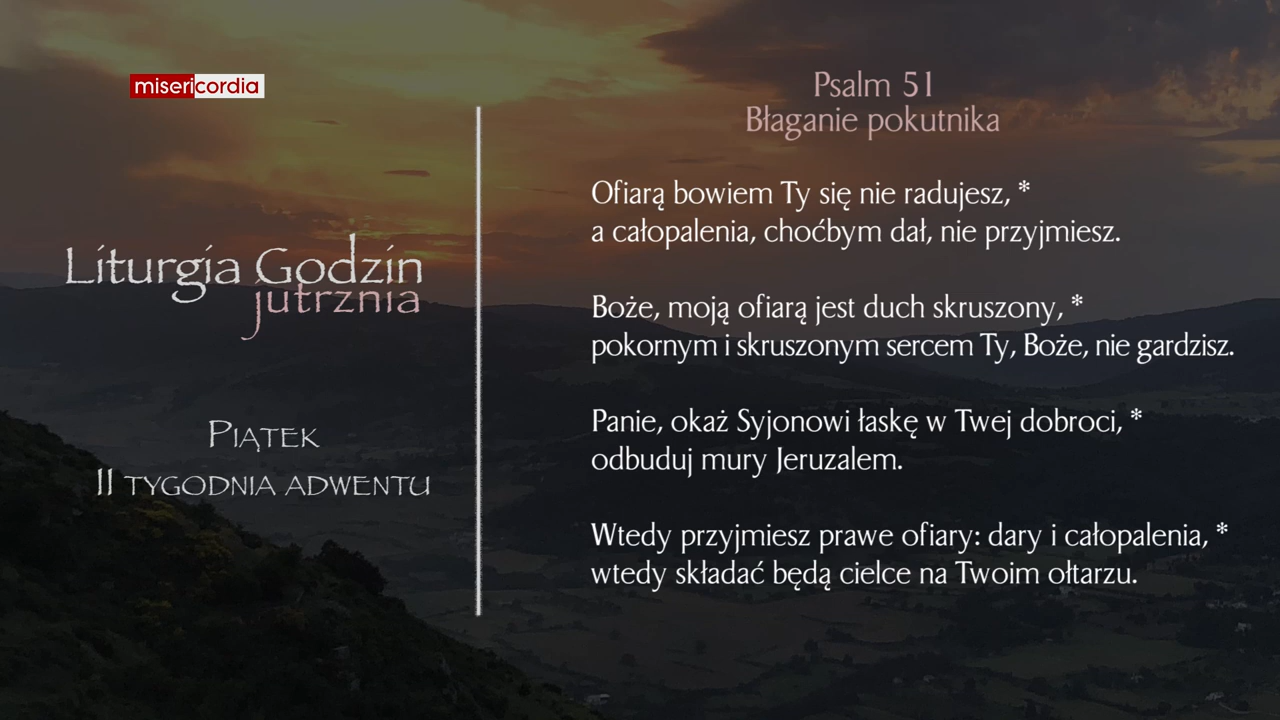 misericordia
Liturgia Godzin
jutrznia
Piątek
II tygodnia adwentu
Psalm 51
Błaganie pokutnika
Ofiarą bowiem Ty się nie radujesz, *
a całopalenia, choćbym dał, nie przyjmiesz.
Boże, moją ofiarą jest duch skruszony, *
pokornym i skruszonym sercem Ty, Boże, nie gardzisz.
Panie, okaż Syjonowi łaskę w Twej dobroci, *
odbuduj mury Jeruzalem.
Wtedy przyjmiesz prawe ofiary: dary i całopalenia, *
wtedy składać będą cielce na Twoim ołtarzu.